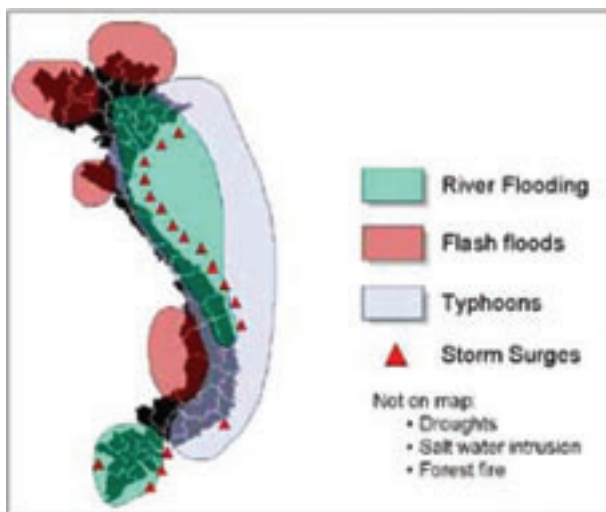 River Flooding
Flash floods
Typhoons
Storm Surges
Not on map:
• Droughts
• Salt water intrusion
• Forest fire